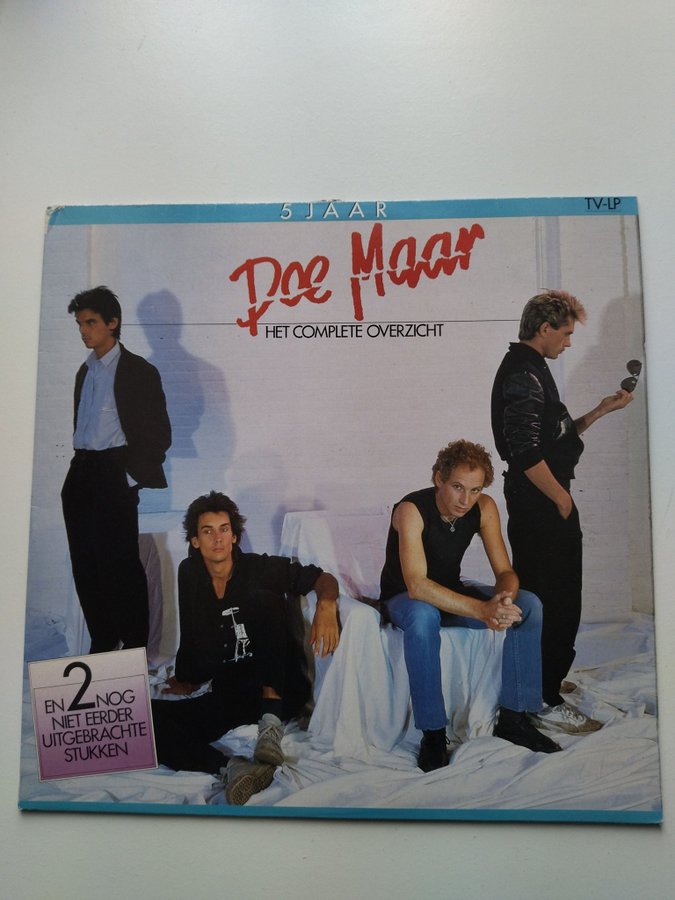 5 JAAR
TV-LP
Doe Maar
HET COMPLETE OVERZICHT
EN 2 NOG
NIET EERDER
UITGEBRACHTE
STUKKEN